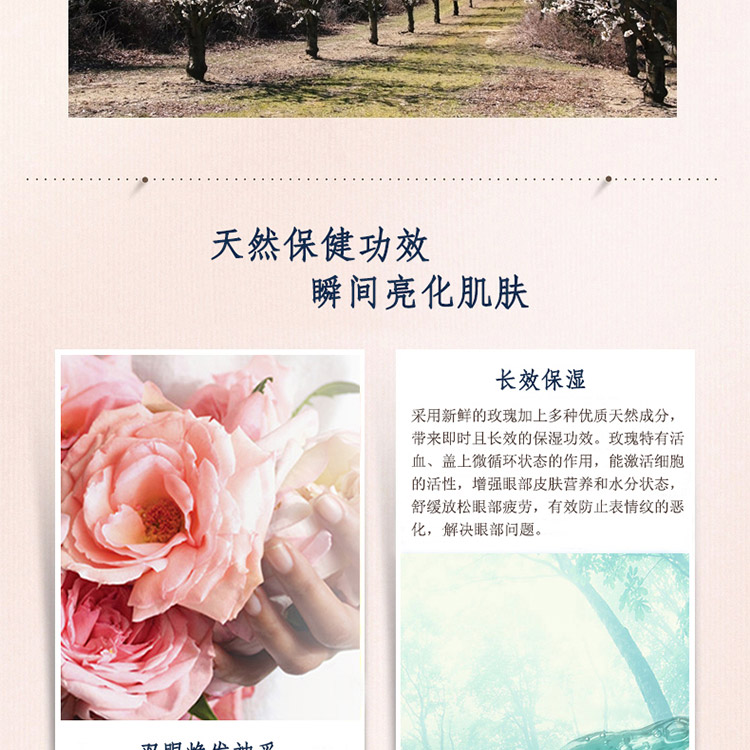 天然保健功效
瞬间亮化肌肤
长效保湿
采用新鲜的玫瑰加上多种优质天然成分，
带来即时且长效的保湿功效。玫瑰特有活
血、盖上微循环状态的作用，能激活细胞
的活性，增强眼部皮肤营养和水分状态，
舒缓放松眼部疲劳，有效防止表情纹的恶
化，解决眼部问题。